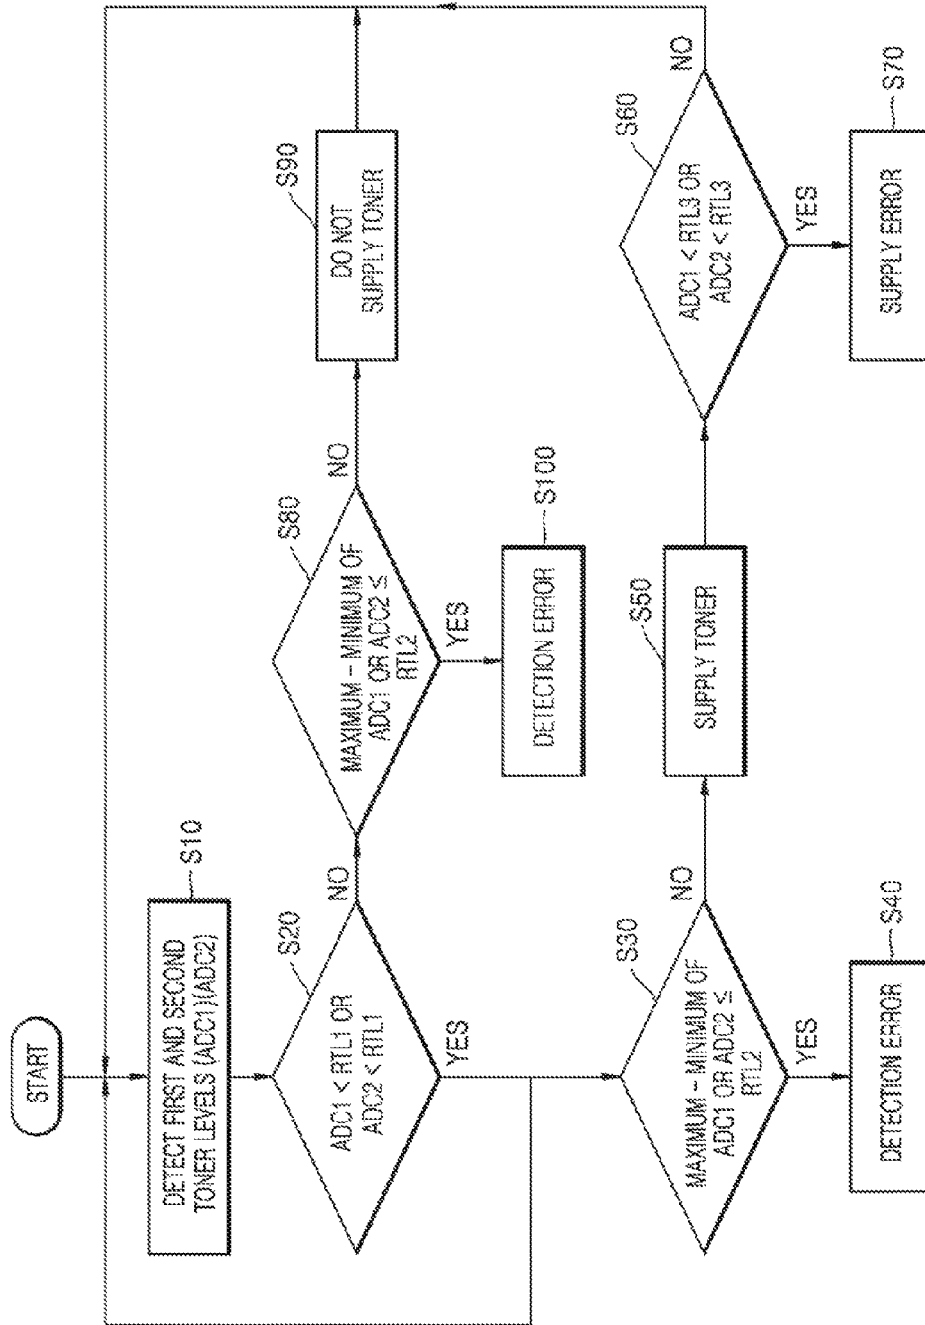 START
DETECT FIRST AND SECOND
TONER LEVELS (ADC1)(ADC2)
S10
ADC1 < RTL1 OR
ADC2 < RTL1
S20
NO
YES
MAXIMUM - MINIMUM OF
ADC1 OR ADC2 ≤
RTL2
S80
NO
YES
DO NOT
SUPPLY TONER
S90
DETECTION ERROR
S100
MAXIMUM - MINIMUM OF
ADC1 OR ADC2 ≤
RTL2
S30
NO
YES
DETECTION ERROR
S40
SUPPLY TONER
S50
ADC1 < RTL3 OR
ADC2 < RTL3
S60
NO
YES
SUPPLY ERROR
S70